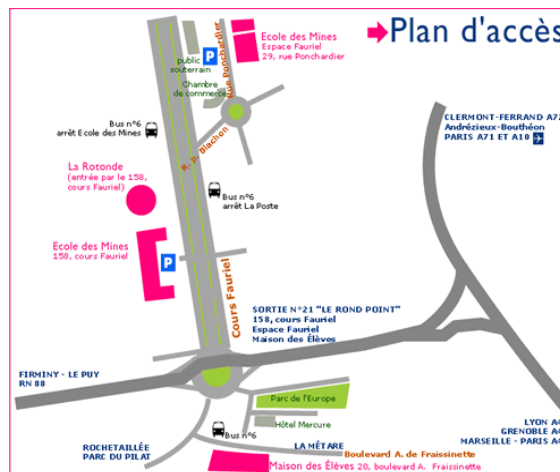 Plan d'accès
Ecole des Mines
Espace Fauriel
29, rue Ponchardier
public
souterrain
P
Rue Ponchardier
Chambre
de commerce
Bus n°6
arrêt Ecole des Mines
R. P. Blachon
CLERMONT-FERRAND A72
Andrézieux-Bouthéon
PARIS A71 ET A10
La Rotonde
(entrée par le 158,
cours Fauriel)
Bus n°6
arrêt La Poste
Ecole des Mines
158, cours Fauriel
P
Cours Fauriel
SORTIE N°21 "LE ROND POINT"
158, cours Fauriel
Espace Fauriel
Maison des Élèves
FIRMINY - LE PUY
RN 88
Parc de l'Europe
Hôtel Mercure
Bus n°6
ROCHETAILLÉE
PARC DU PILAT
LA MÉTARE
LYON
GRENOBLE
MARSEILLE - PARIS
Boulevard A. de Fraissinette
Maison des Élèves 20, boulevard A. Fraissinette